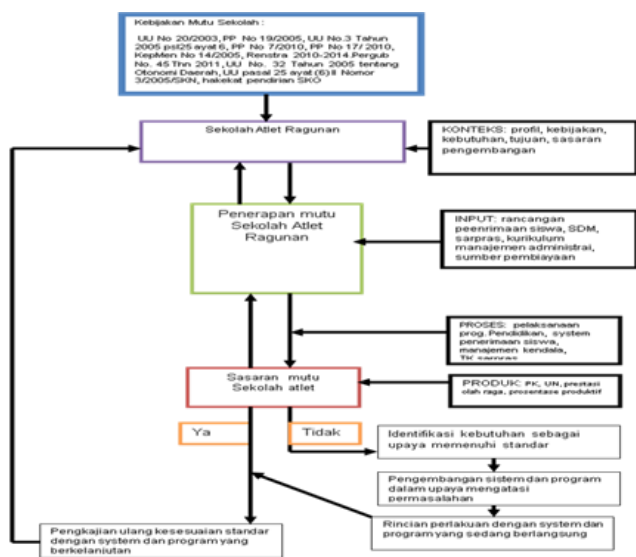 Kebijakan Mutu Sekolah :
UU No 20/2003, PP No 19/2005, UU No.3 Tahun
2005 psl25 ayat 6, PP No 7/2010, PP No 17/ 2010,
KepMen No 14/2005, Renstra 2010-2014 Pergub
No. 45 Thn 2011, UU No. 32 Tahun 2005 tentang
Otonomi Daerah, UU pasal 25 ayat (6) Nomor
3/2005/SKN, hakekat pendirian SKO
Sekolah Atlet Ragunan
KONTEKS: profil, kebijakan,
kebutuhan, tujuan, sasaran
pengembangan
Penerapan mutu
Sekolah Atlet
Ragunan
INPUT: rancangan
peenrimaan siswa, SDM,
sarpras, kurikulum
manajemen administrai,
sumber pembiayaan
PROSES: pelaksanaan
prog. Pendidikan, system
penerimaan siswa,
manajemen kendala,
TK sarpras
Sasaran mutu
Sekolah atlet
PRODUK: PK, UN, prestasi
olah raga, prosentase produktif
Ya
Tidak
Identifikasi kebutuhan sebagai
upaya memenuhi standar
Pengembangan sistem dan program
dalam upaya mengatasi
permasalahan
Rincian perlakuan dengan system dan
program yang sedang berlangsung
Pengkajian ulang kesesuaian standar
dengan system dan program yang
berkelanjutan